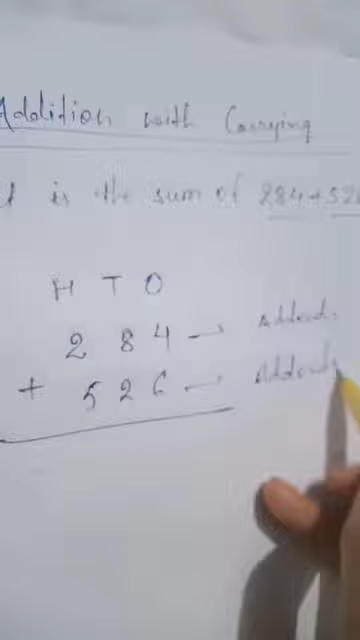 Addition with Carrying
is the sum of 284 + 526
H T O
2 8 4 → Addend.
+ 5 2 6 → Addend